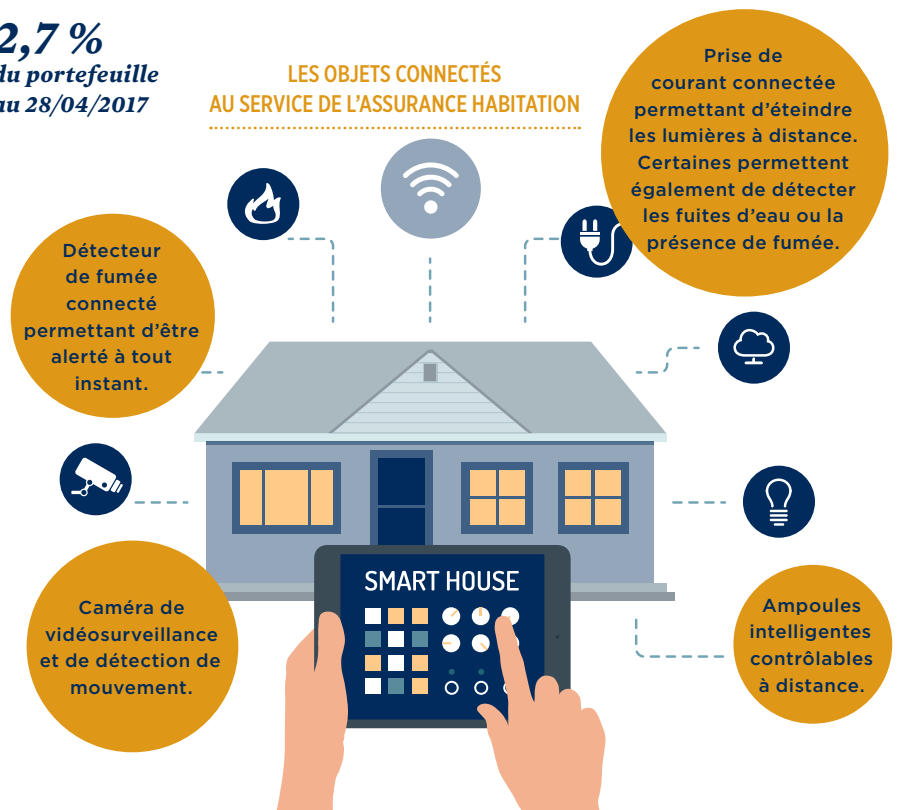 2,7 %
du portefeuille
au 28/04/2017
LES OBJETS CONNECTÉS
AU SERVICE DE L'ASSURANCE HABITATION
Prise de
courant connectée
permettant d'éteindre
les lumières à distance.
Certaines permettent
également de détecter
les fuites d'eau ou la
présence de fumée.
Détecteur
de fumée
connecté
permettant d'être
alerté à tout
instant.
Caméra de
vidéosurveillance
et de détection de
mouvement.
SMART HOUSE
Ampoules
intelligentes
contrôlables
à distance.